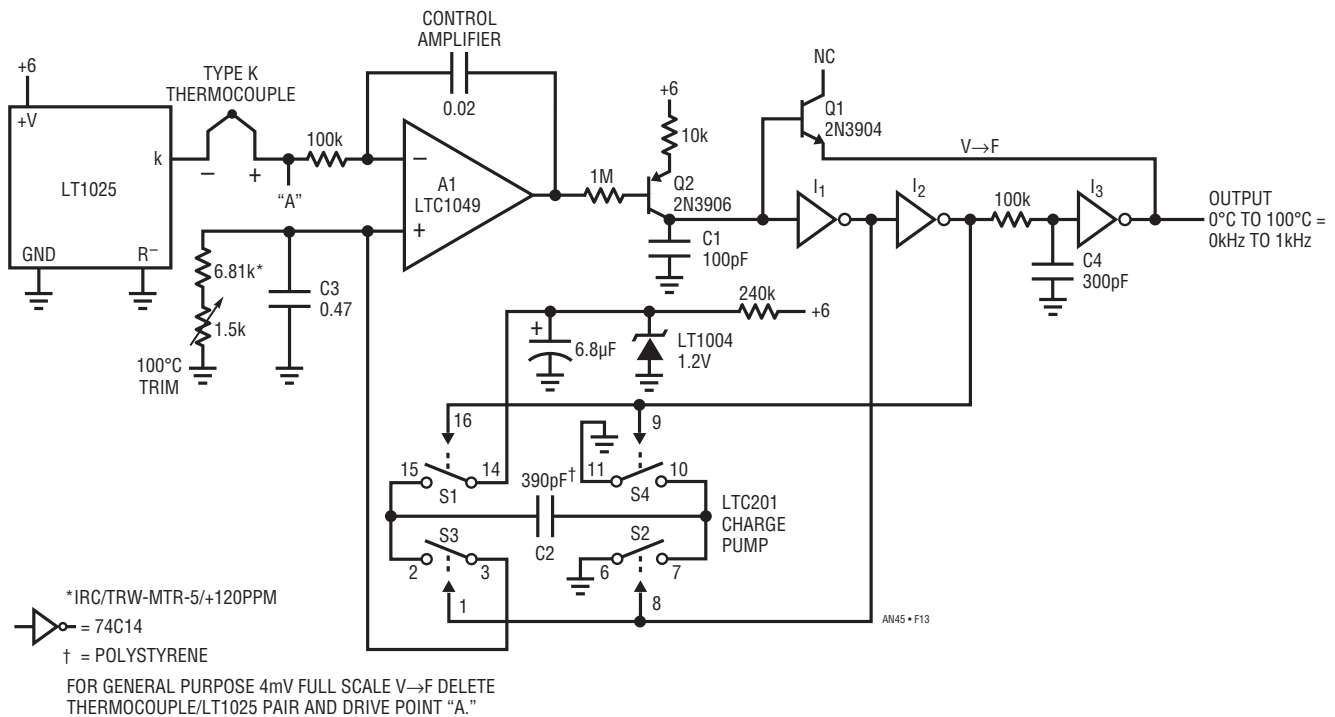 CONTROL
AMPLIFIER
0.02
+6
+V
LT1025
k
GND
R–
TYPE K
THERMOCOUPLE
–
+
"A"
100k
–
A1
LTC1049
+
6.81k*
1.5k
100°C
TRIM
C3
0.47
1M
+6
10k
Q2
2N3906
C1
100pF
NC
Q1
2N3904
V→F
I1
I2
100k
I3
C4
300pF
OUTPUT
0°C TO 100°C =
0kHz TO 1kHz
240k
+6
+
6.8µF
LT1004
1.2V
16
9
15
14
S1
390pF†
C2
11
10
S4
S3
2
3
1
S2
6
7
8
LTC201
CHARGE
PUMP
AN45 • F13
*IRC/TRW-MTR-5/+120PPM
= 74C14
† = POLYSTYRENE
FOR GENERAL PURPOSE 4mV FULL SCALE V→F DELETE
THERMOCOUPLE/LT1025 PAIR AND DRIVE POINT "A."